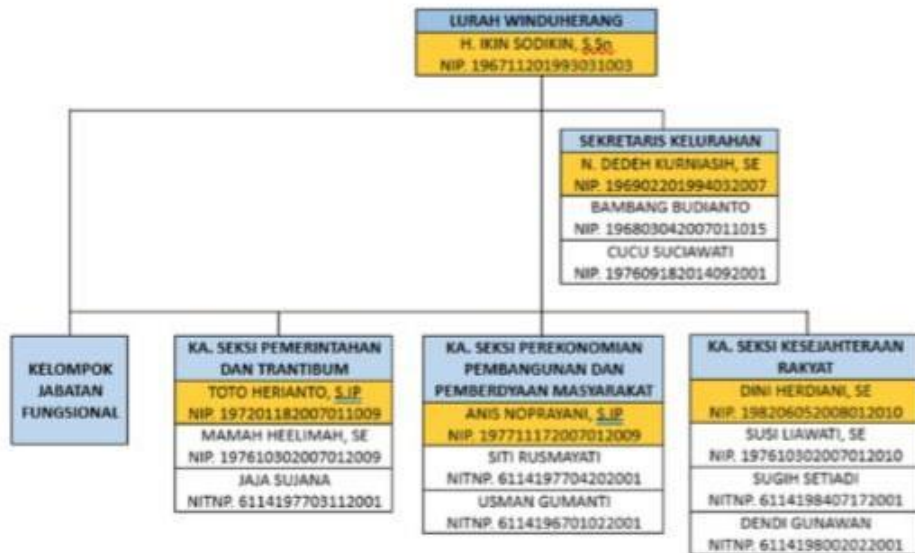 LURAH WINDUHERANG
H. IKIN SODIKIN, S.Sn
NIP. 196711201993031003
SEKRETARIS KELURAHAN
N. DEDEH KURNIASIH, SE
NIP. 196902201994032007
BAMBANG BUDIANTO
NIP. 196803042007011015
CUCU SUCIAWATI
NIP. 197609182014092001
KELOMPOK
JABATAN
FUNGSIONAL
KA. SEKSI PEMERINTAHAN
DAN TRANTIBUM
TOTO HERIANTO, S.IP
NIP. 197201182007011009
MAMAH HEELIMAH, SE
NIP. 197610302007012009
JAJA SUJANA
NITNP. 6114197703112001
KA. SEKSI PEREKONOMIAN
PEMBANGUNAN DAN
PEMBERDYAAN MASYARAKAT
ANIS NOPRAYANI, S.IP
NIP. 197711172007012009
SITI RUSMAYATI
NITNP. 6114197704202001
USMAN GUMANTI
NITNP. 6114196701022001
KA. SEKSI KESEJAHTERAAN
RAKYAT
DINI HERDIANI, SE
NIP. 198206052008012010
SUSI LIAWATI, SE
NIP. 197610302007012010
SUGIH SETIADI
NITNP. 6114198407172001
DENDI GUNAWAN
NITNP. 6114198002022001